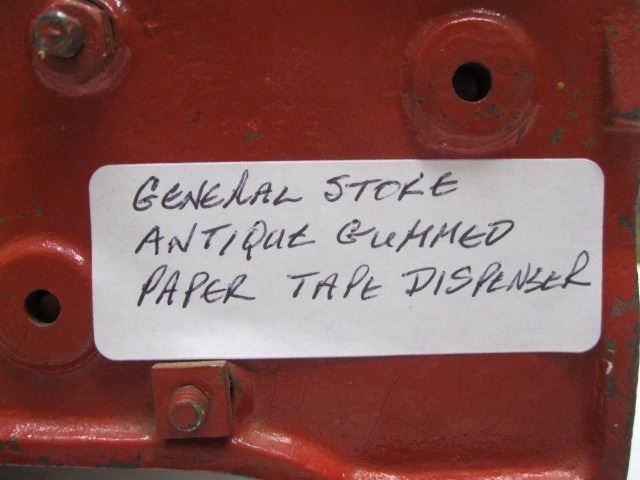 GENERAL STORE
ANTIQUE GUMMED
PAPER TAPE DISPENSER